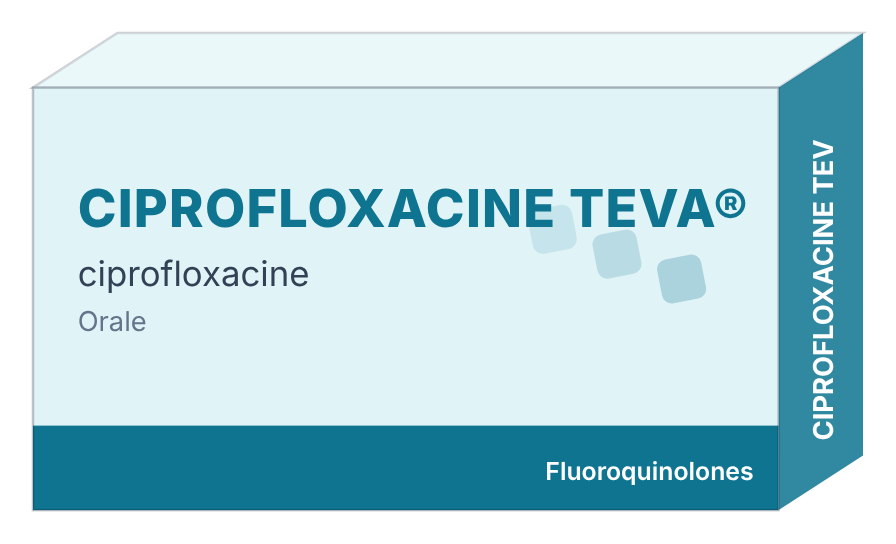 CIPROFLOXACINE TEVA®
ciprofloxacine
Orale
Fluoroquinolones
CIPROFLOXACINE TEV